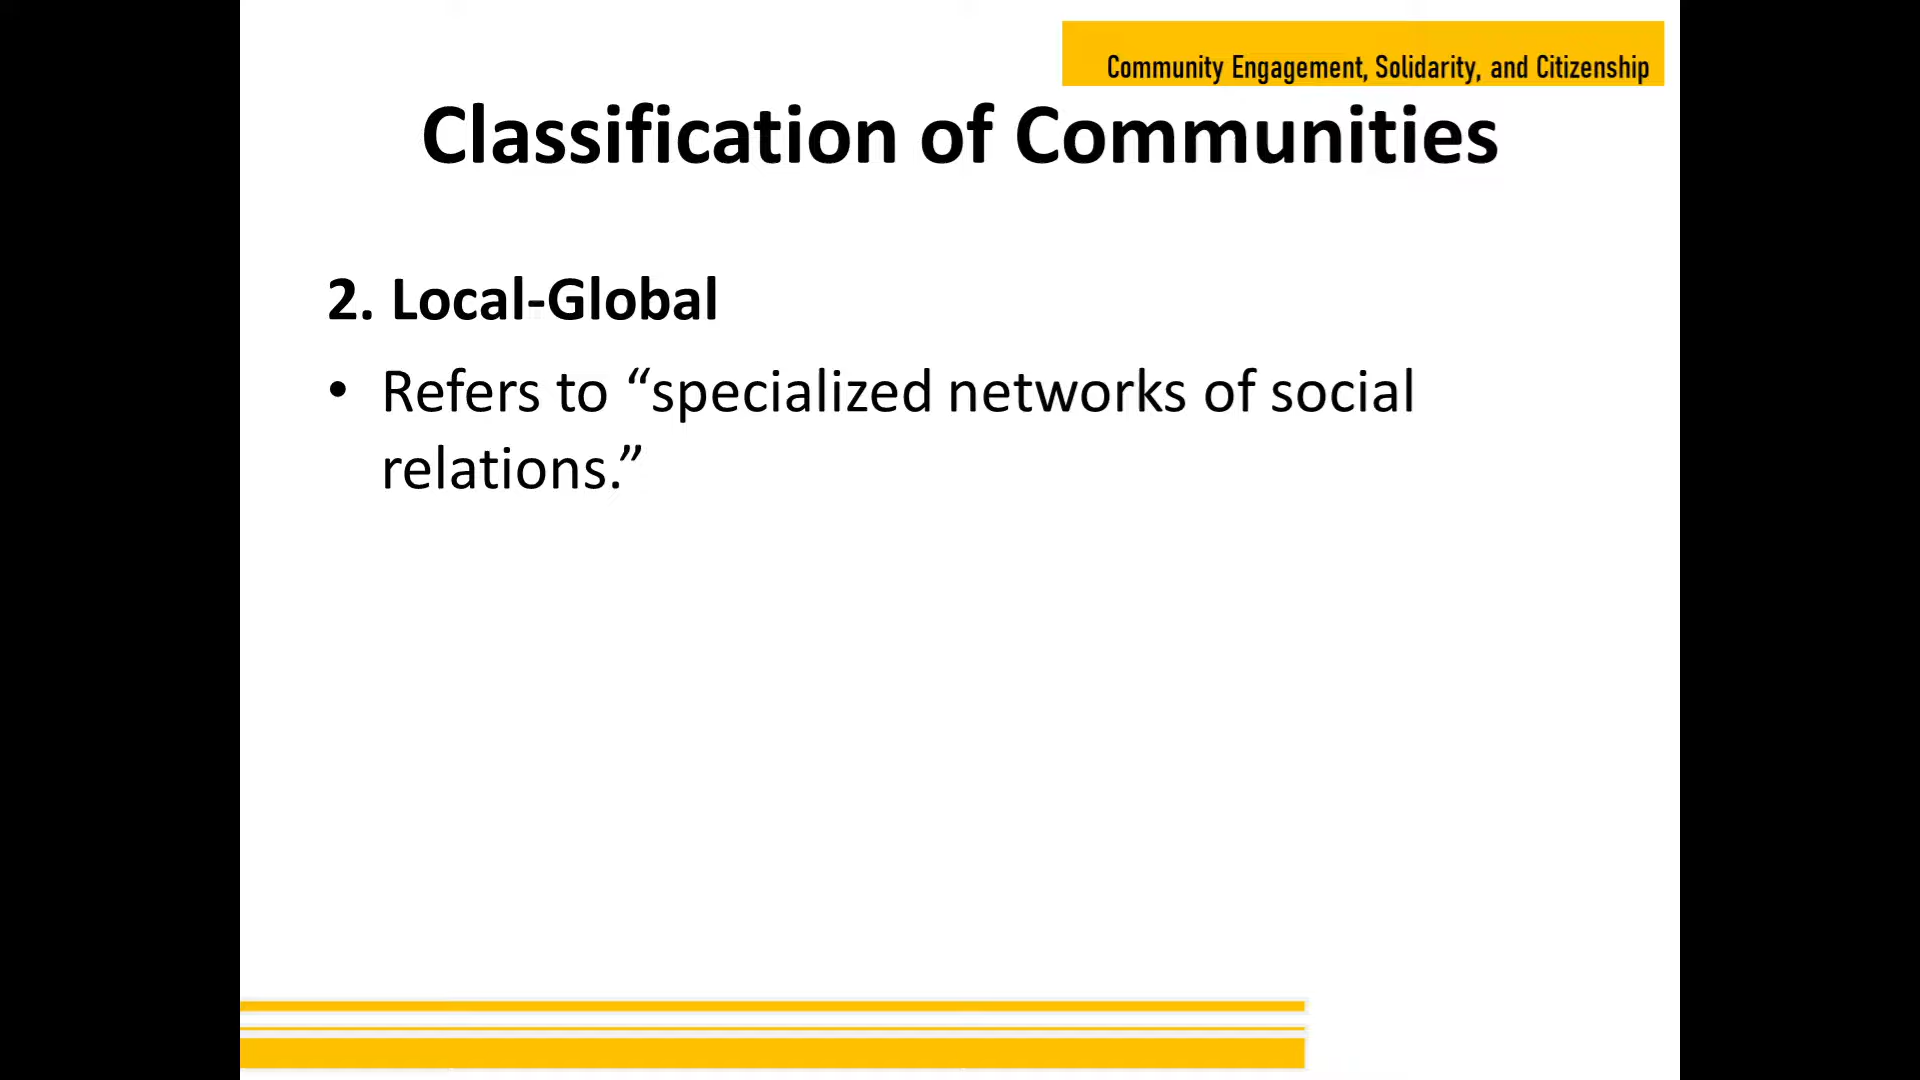 Community Engagement, Solidarity, and Citizenship
Classification of Communities
2. Local-Global
• Refers to “specialized networks of social
relations.”